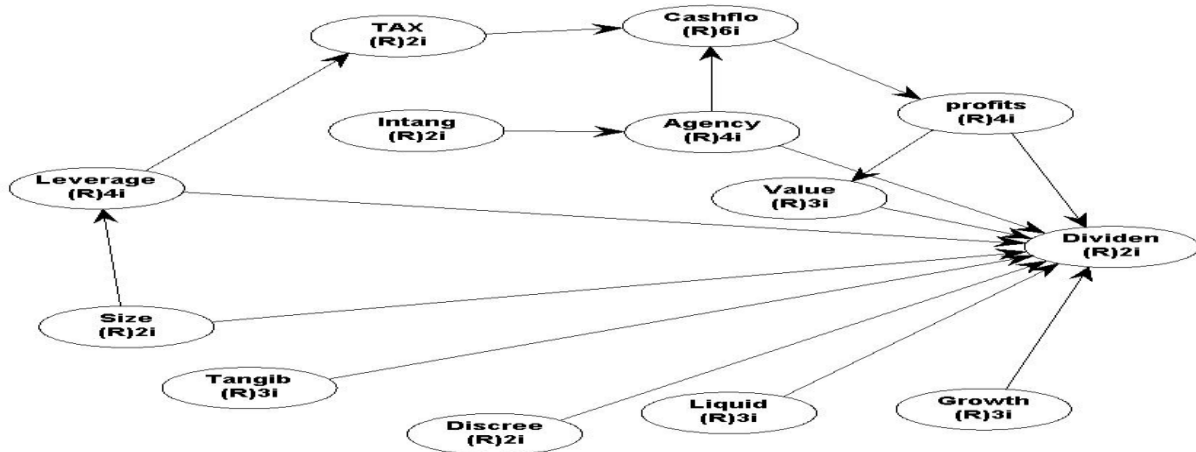 TAX
(R)2i
Cashflo
(R)6i
Intang
(R)2i
Agency
(R)4i
profits
(R)4i
Leverage
(R)4i
Value
(R)3i
Dividen
(R)2i
Size
(R)2i
Tangib
(R)3i
Discree
(R)2i
Liquid
(R)3i
Growth
(R)3i